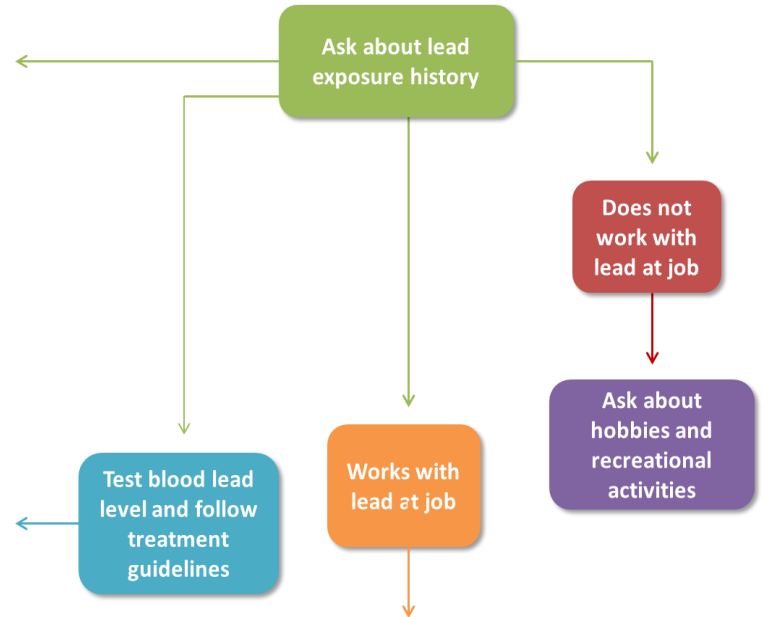 Ask about lead
exposure history
Does not
work with
lead at job
Ask about
hobbies and
recreational
activities
Works with
lead at job
Test blood lead
level and follow
treatment
guidelines